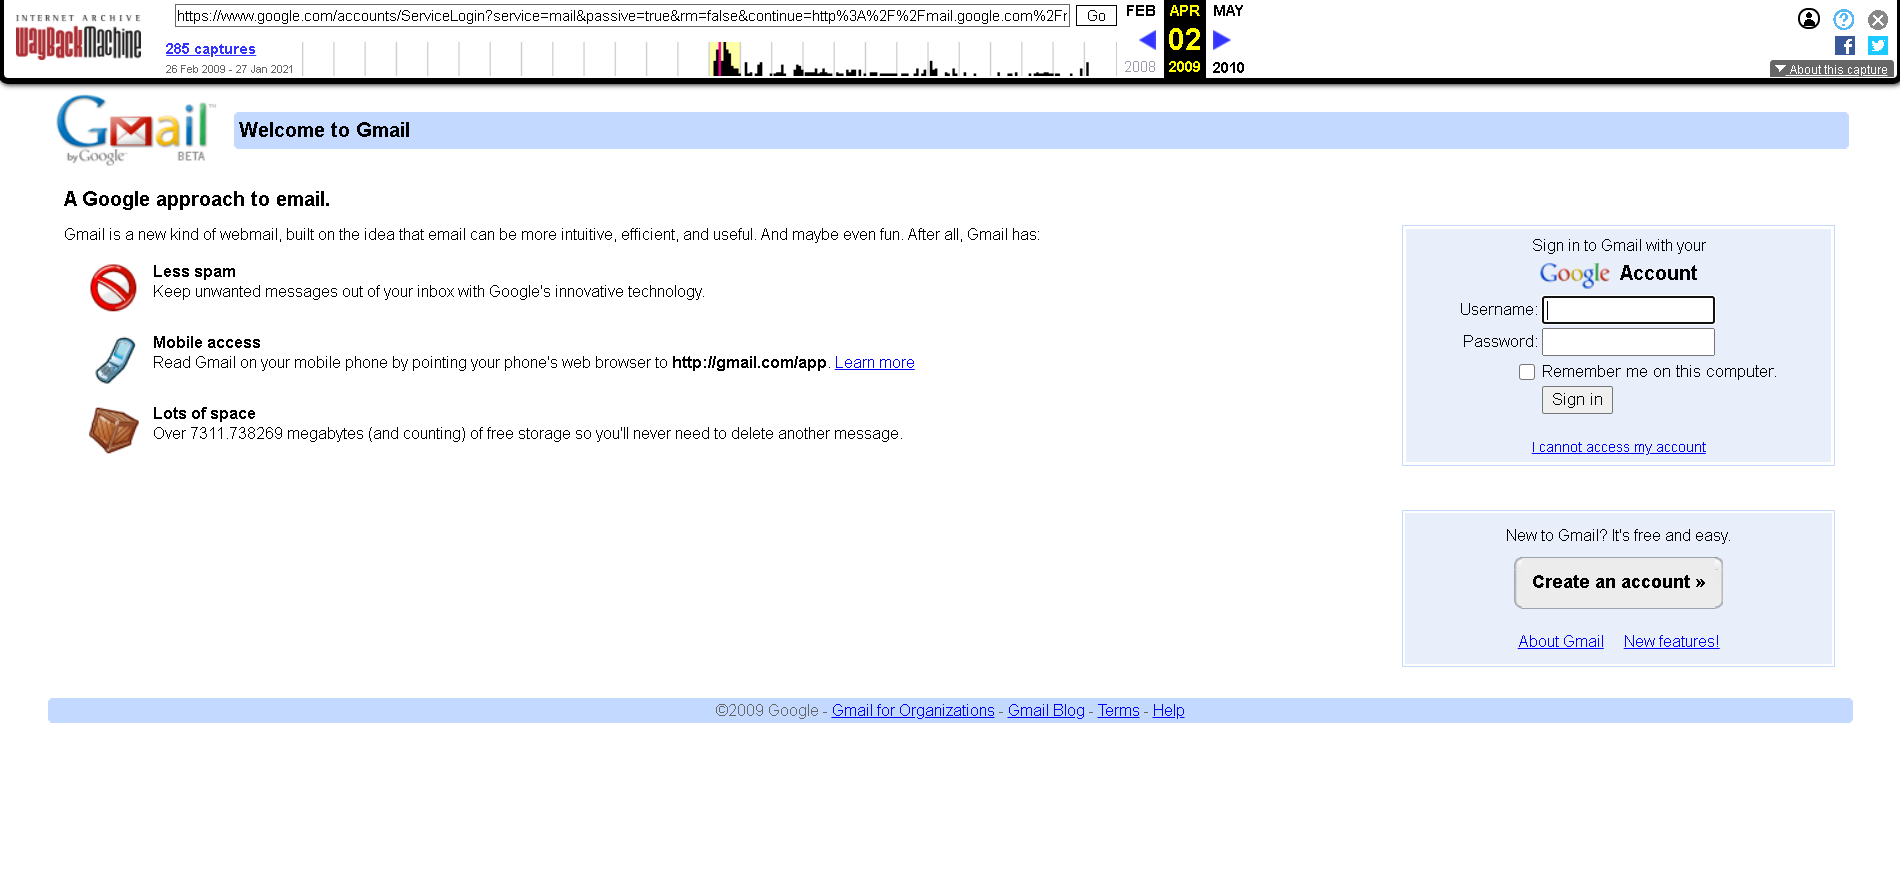 INTERNET ARCHIVE
WayBackMachine
https://www.google.com/accounts/ServiceLogin?service=mail&passive=true&rm=false&continue=http%3A%2F%2Fmail.google.com%2Fr
Go
FEB APR MAY
285 captures
02
26 Feb 2009 - 27 Jan 2021
2008 2009 2010
About this capture
Gmail
by Google BETA
Welcome to Gmail
A Google approach to email.
Gmail is a new kind of webmail, built on the idea that email can be more intuitive, efficient, and useful. And maybe even fun. After all, Gmail has:
Less spam
Keep unwanted messages out of your inbox with Google's innovative technology.
Mobile access
Read Gmail on your mobile phone by pointing your phone's web browser to http://gmail.com/app. Learn more
Lots of space
Over 7311.738269 megabytes (and counting) of free storage so you'll never need to delete another message.
Sign in to Gmail with your
Google Account
Username:
Password:
Remember me on this computer.
Sign in
I cannot access my account
New to Gmail? It's free and easy.
Create an account »
About Gmail New features!
©2009 Google - Gmail for Organizations - Gmail Blog - Terms - Help